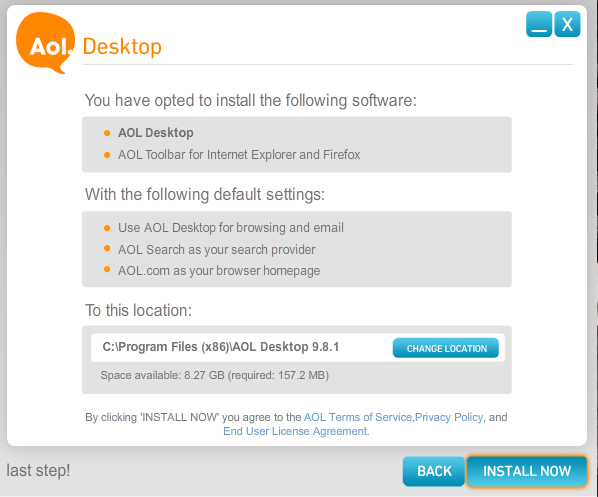 Aol. Desktop
_ X
You have opted to install the following software:
AOL Desktop
AOL Toolbar for Internet Explorer and Firefox
With the following default settings:
Use AOL Desktop for browsing and email
AOL Search as your search provider
AOL.com as your browser homepage
To this location:
C:\Program Files (x86)\AOL Desktop 9.8.1
CHANGE LOCATION
Space available: 8.27 GB (required: 157.2 MB)
By clicking 'INSTALL NOW' you agree to the AOL Terms of Service,Privacy Policy, and
End User License Agreement.
last step!
BACK
INSTALL NOW